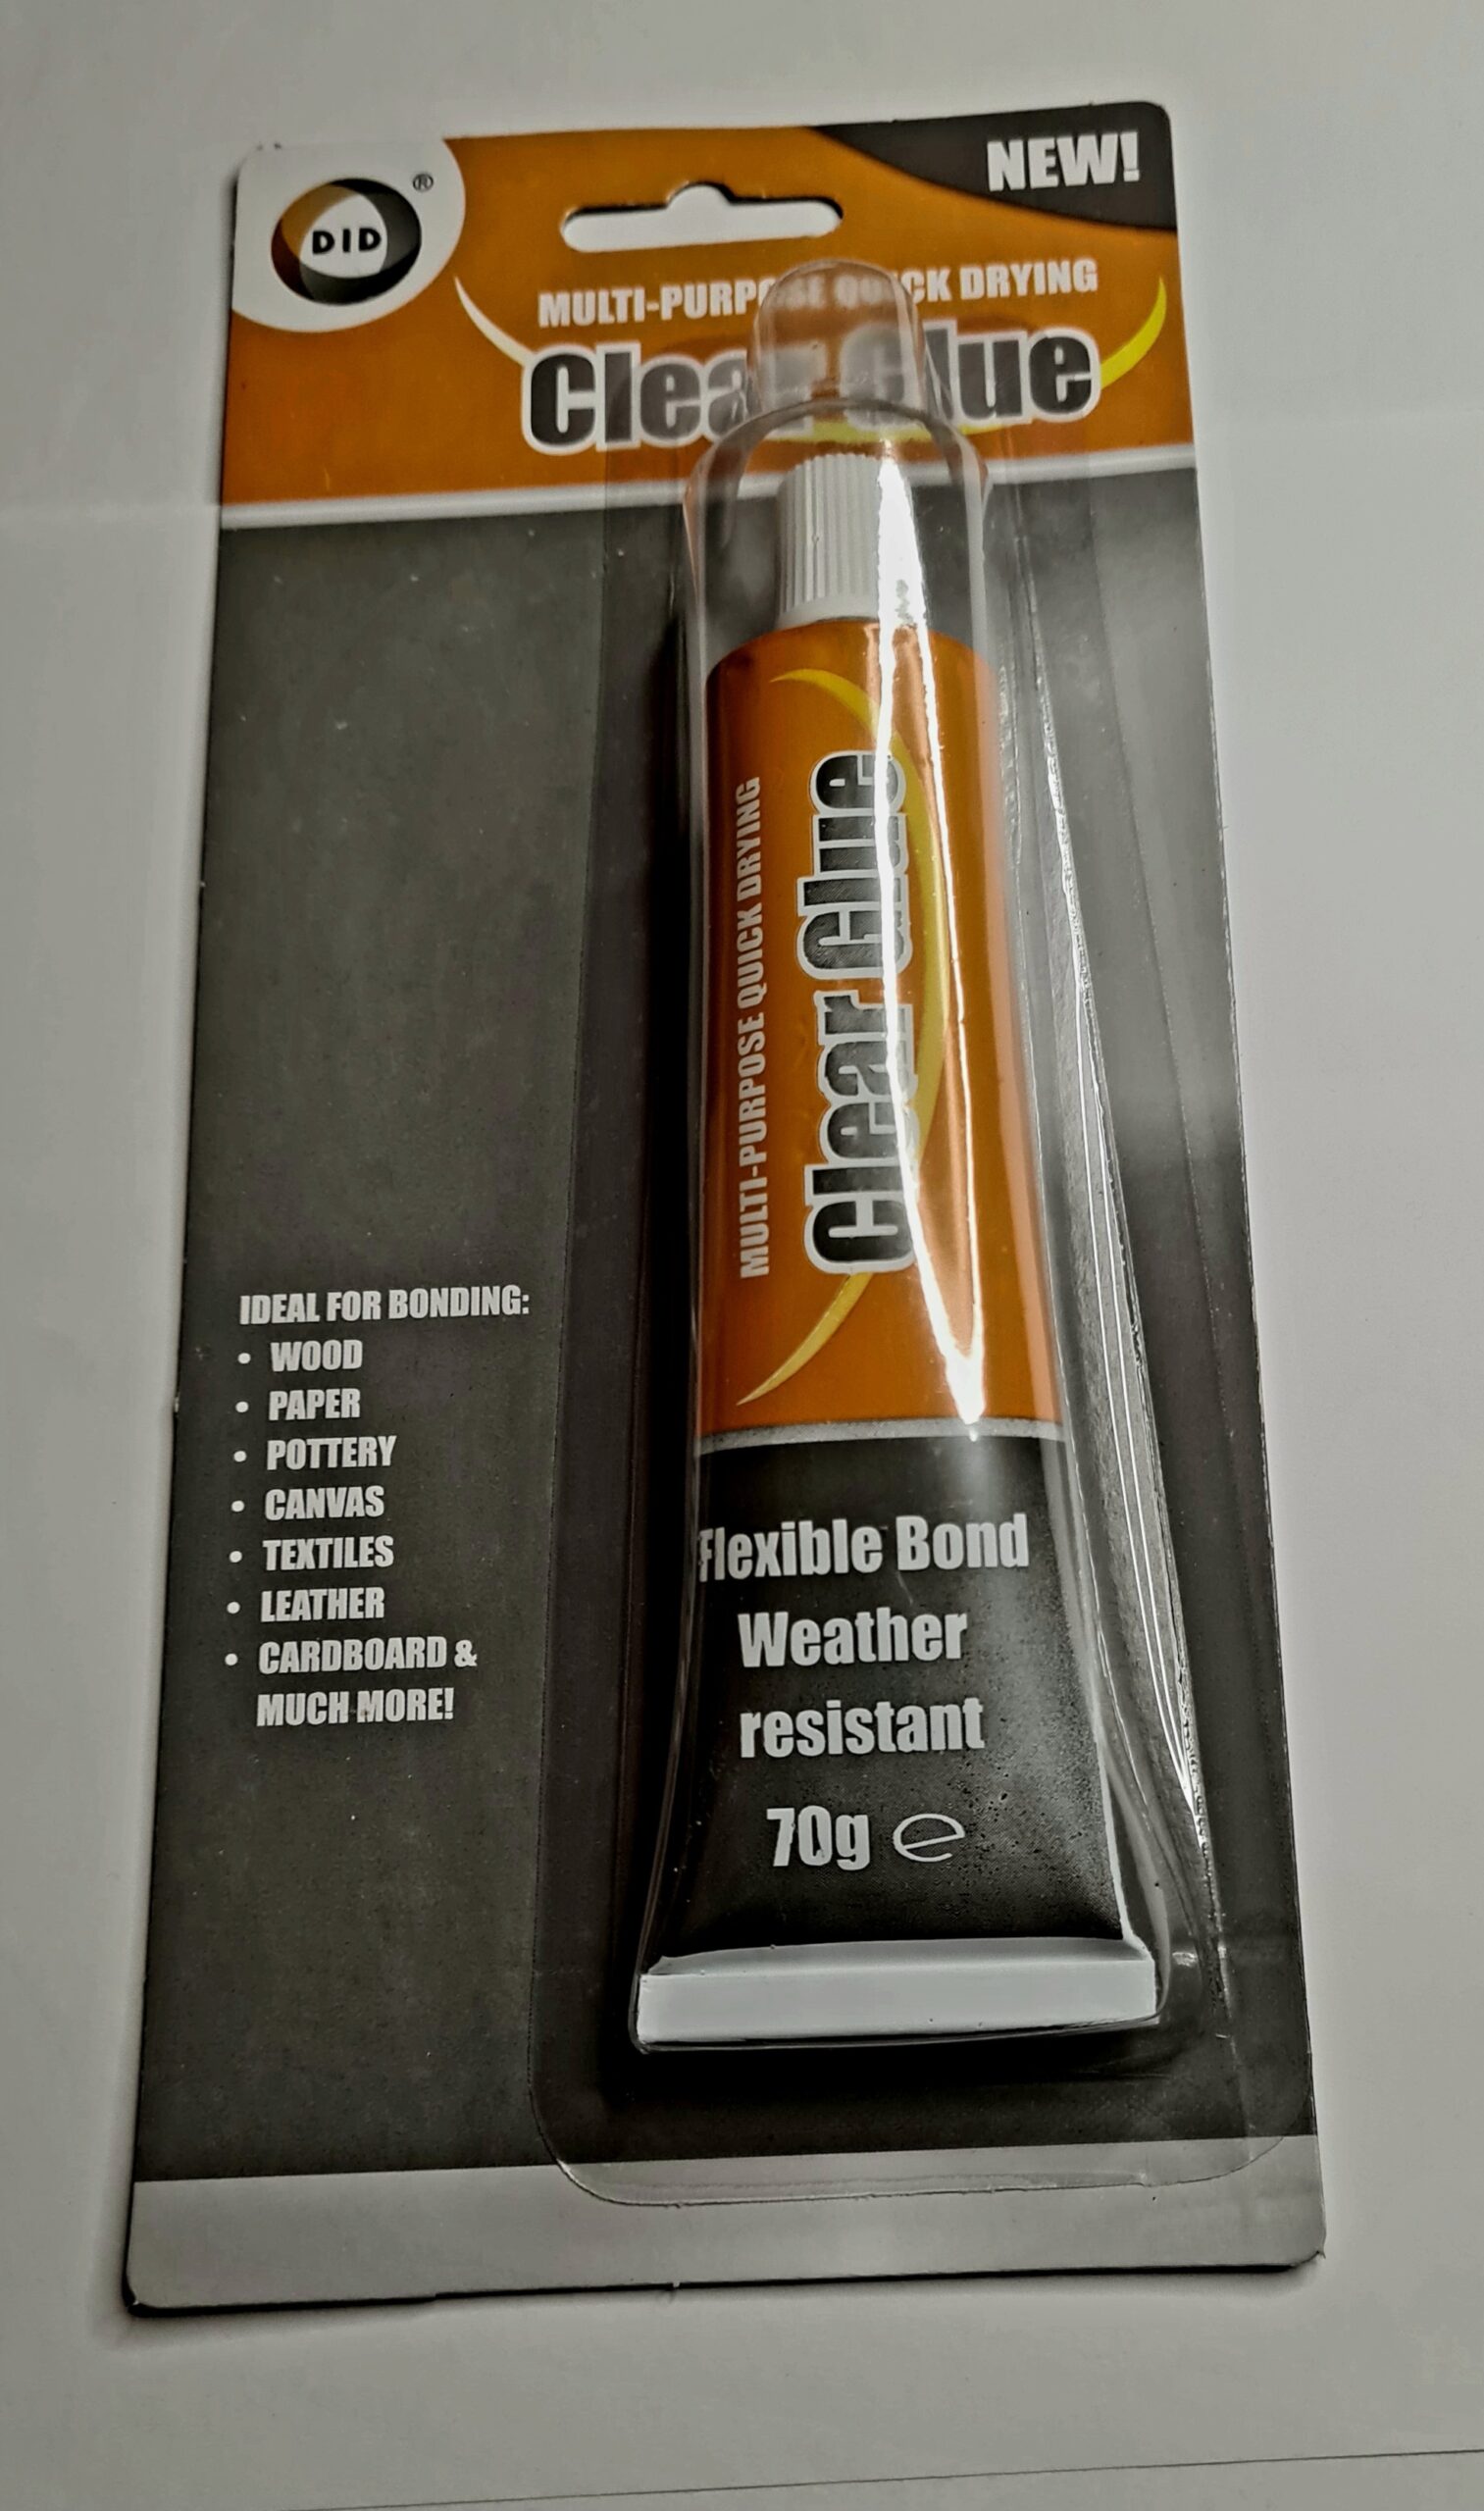 DID ®
NEW!
MULTI-PURPOSE QUICK DRYING
Clear Glue
MULTI-PURPOSE QUICK DRYING
Clear Glue
IDEAL FOR BONDING:
• WOOD
• PAPER
• POTTERY
• CANVAS
• TEXTILES
• LEATHER
• CARDBOARD &
MUCH MORE!
Flexible Bond
Weather
resistant
70g ℮